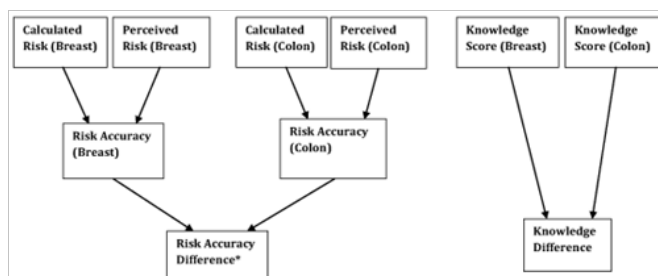 Calculated
Risk (Breast)
Perceived
Risk (Breast)
Calculated
Risk (Colon)
Perceived
Risk (Colon)
Knowledge
Score (Breast)
Knowledge
Score (Colon)
Risk Accuracy
(Breast)
Risk Accuracy
(Colon)
Risk Accuracy
Difference*
Knowledge
Difference